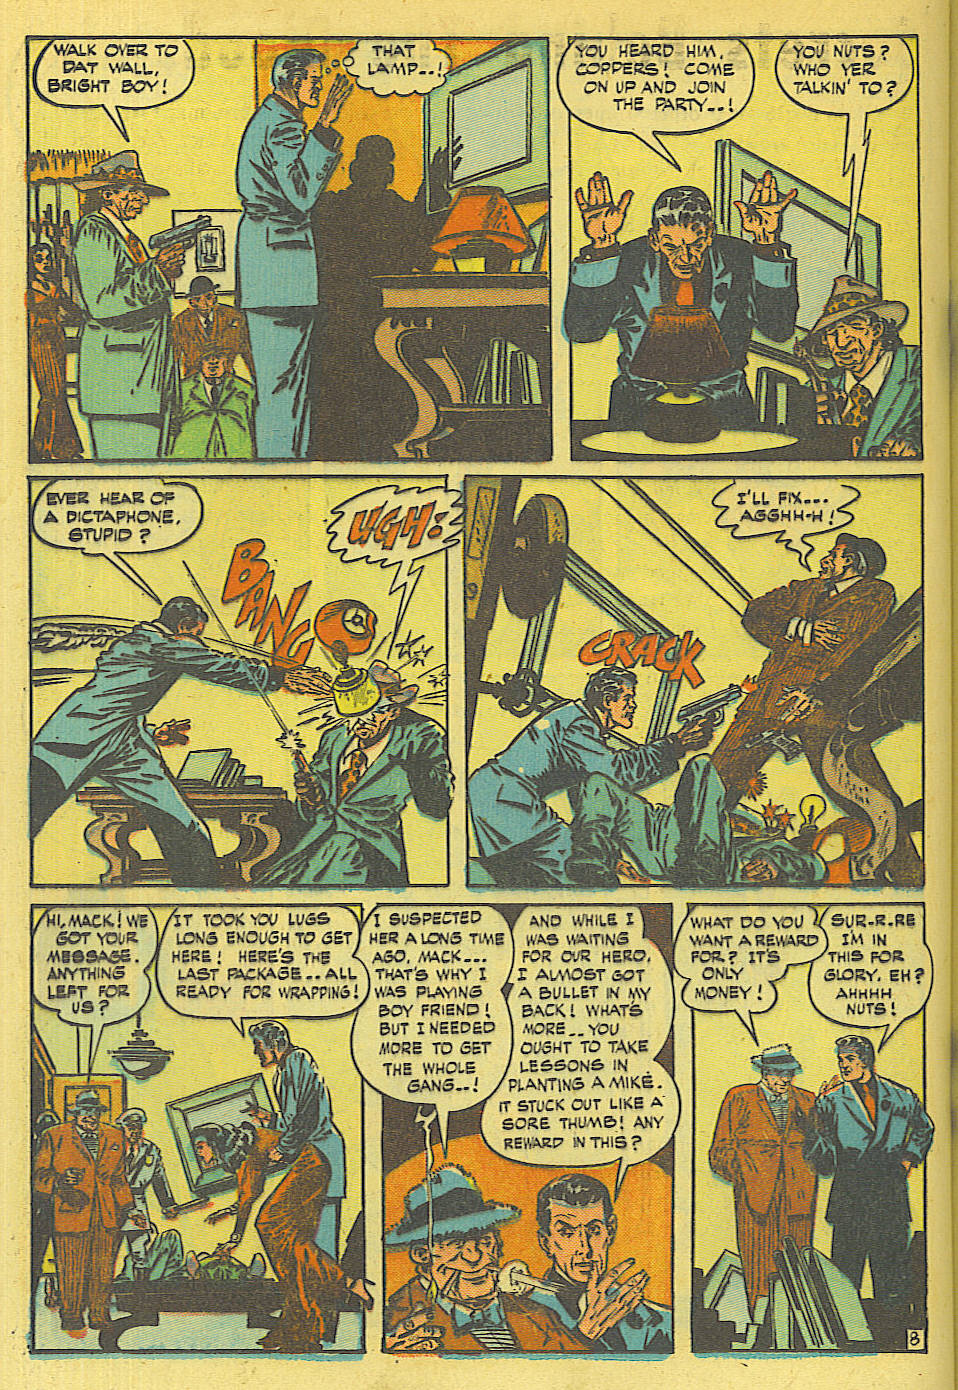 WALK OVER TO
DAT WALL,
BRIGHT BOY!
THAT
LAMP..!
YOU HEARD HIM,
COPPERS! COME
ON UP AND JOIN
THE PARTY..!
YOU NUTS?
WHO YER
TALKIN' TO?
EVER HEAR OF
A DICTAPHONE,
STUPID?
BANG
UGH!
I'LL FIX...
AGGHH-H!
CRACK
HI, MACK! WE
GOT YOUR
MESSAGE.
ANYTHING
LEFT FOR
US?
IT TOOK YOU LUGS
LONG ENOUGH TO GET
HERE! HERE'S THE
LAST PACKAGE.. ALL
READY FOR WRAPPING!
I SUSPECTED
HER A LONG TIME
AGO, MACK...
THAT'S WHY I
WAS PLAYING
BOY FRIEND!
BUT I NEEDED
MORE TO GET
THE WHOLE
GANG..!
AND WHILE I
WAS WAITING
FOR OUR HERO,
I ALMOST GOT
A BULLET IN MY
BACK! WHAT'S
MORE.. YOU
OUGHT TO TAKE
LESSONS IN
PLANTING A MIKE.
IT STUCK OUT LIKE A
SORE THUMB! ANY
REWARD IN THIS?
WHAT DO YOU
WANT A REWARD
FOR? IT'S
ONLY
MONEY!
SUR-R-RE
I'M IN
THIS FOR
GLORY, EH?
AHHHH
NUTS!
8